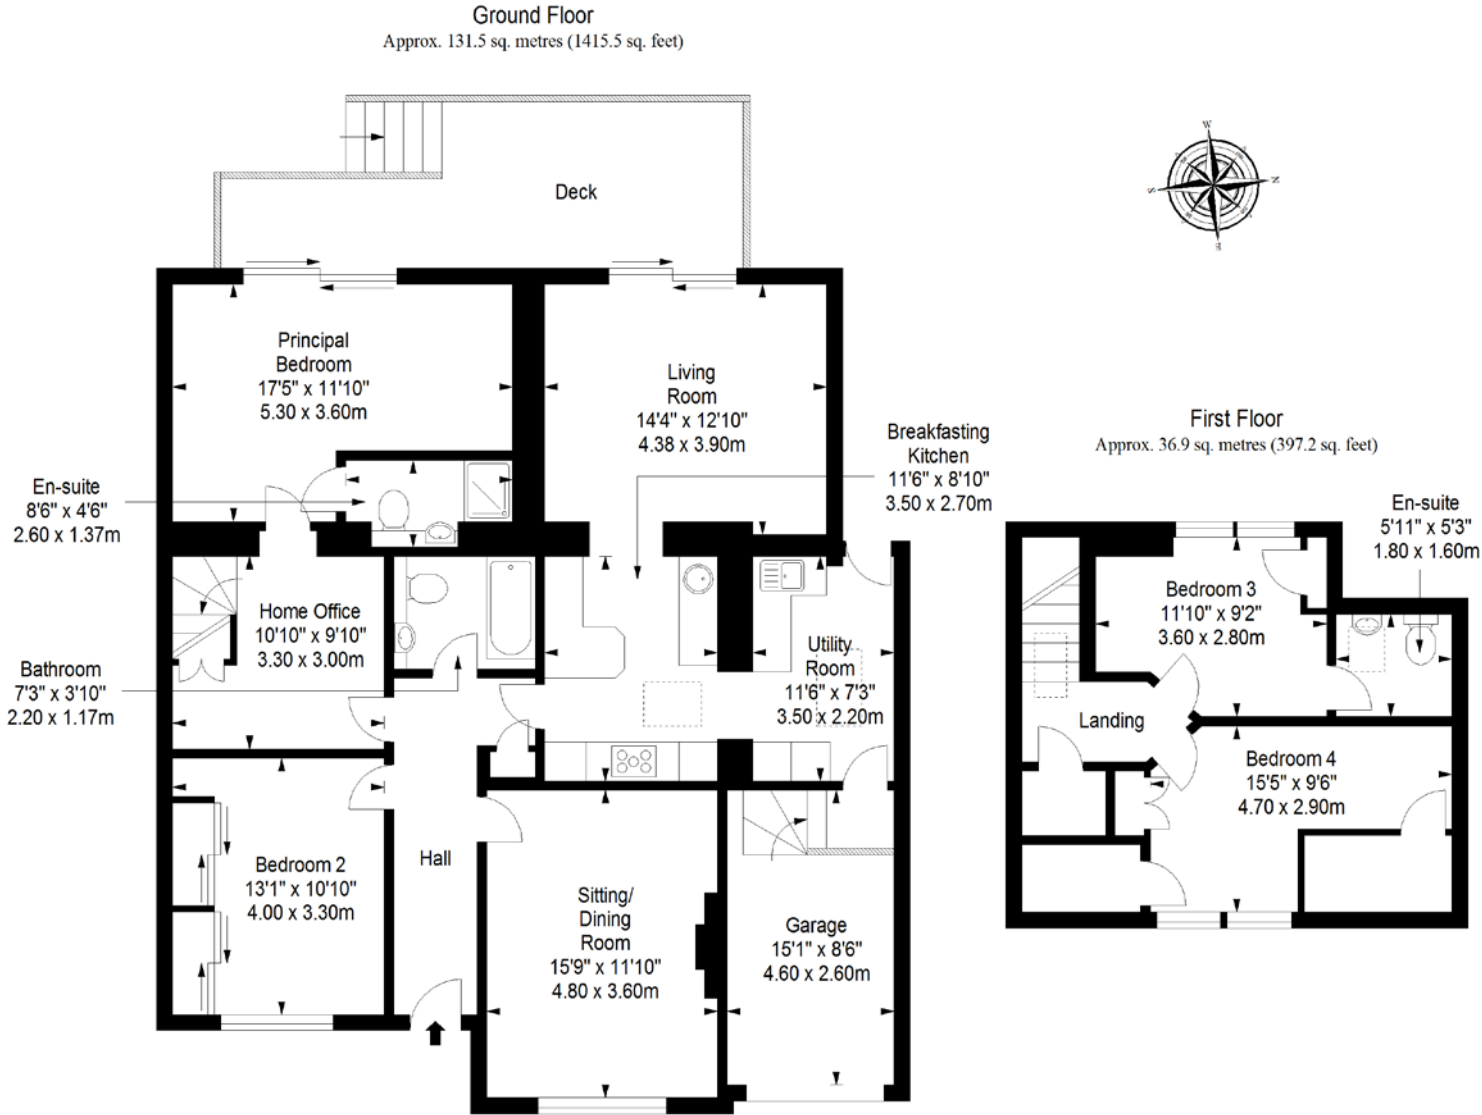 Ground Floor
Approx. 131.5 sq. metres (1415.5 sq. feet)
Deck
W
S
N
E
Principal
Bedroom
17'5" x 11'10"
5.30 x 3.60m
Living
Room
14'4" x 12'10"
4.38 x 3.90m
Breakfasting
Kitchen
11'6" x 8'10"
3.50 x 2.70m
En-suite
8'6" x 4'6"
2.60 x 1.37m
Home Office
10'10" x 9'10"
3.30 x 3.00m
Bathroom
7'3" x 3'10"
2.20 x 1.17m
Utility
Room
11'6" x 7'3"
3.50 x 2.20m
Bedroom 2
13'1" x 10'10"
4.00 x 3.30m
Hall
Sitting/
Dining
Room
15'9" x 11'10"
4.80 x 3.60m
Garage
15'1" x 8'6"
4.60 x 2.60m
First Floor
Approx. 36.9 sq. metres (397.2 sq. feet)
En-suite
5'11" x 5'3"
1.80 x 1.60m
Bedroom 3
11'10" x 9'2"
3.60 x 2.80m
Landing
Bedroom 4
15'5" x 9'6"
4.70 x 2.90m